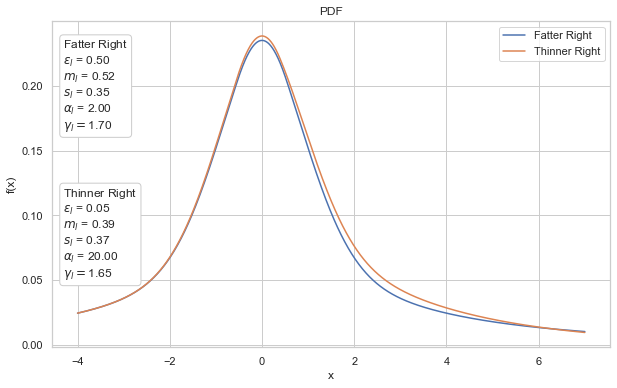 PDF
Fatter Right
εl = 0.50
ml = 0.52
sl = 0.35
αl = 2.00
γl = 1.70
Thinner Right
εl = 0.05
ml = 0.39
sl = 0.37
αl = 20.00
γl = 1.65
Fatter Right
Thinner Right
f(x)
0.20
0.15
0.10
0.05
0.00
−4
−2
0
2
4
6
x